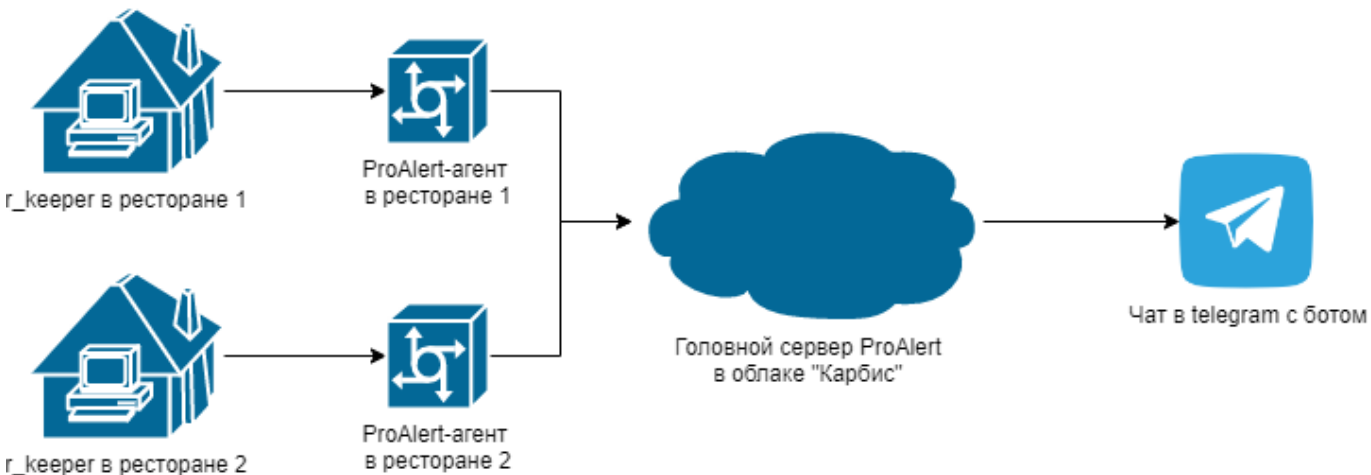 r_keeper в ресторане 1
ProAlert-агент
в ресторане 1
Головной сервер ProAlert
в облаке "Карбис"
Чат в telegram с ботом
r_keeper в ресторане 2
ProAlert-агент
в ресторане 2